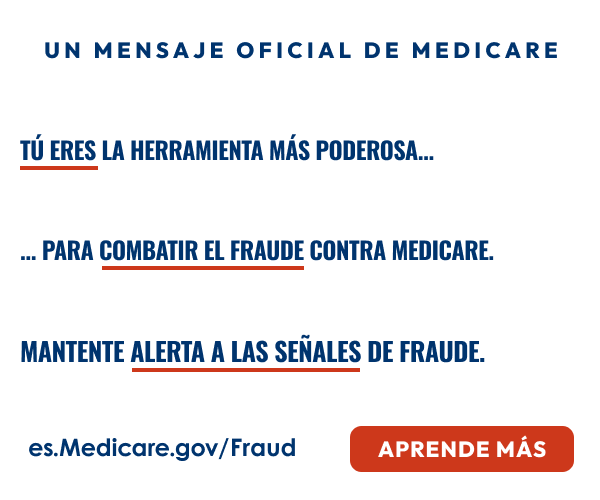 UN MENSAJE OFICIAL DE MEDICARE
TÚ ERES LA HERRAMIENTA MÁS PODEROSA...
... PARA COMBATIR EL FRAUDE CONTRA MEDICARE.
MANTENTE ALERTA A LAS SEÑALES DE FRAUDE.
es.Medicare.gov/Fraud
APRENDE MÁS